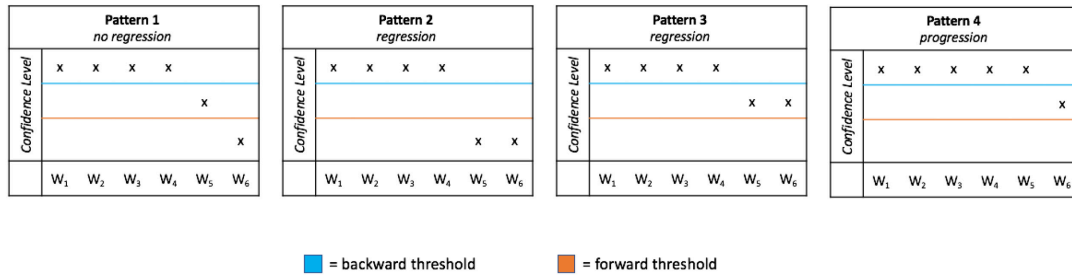 Pattern 1
no regression
Confidence Level
x x x x
x
x
W₁ W₂ W₃ W₄ W₅ W₆
Pattern 2
regression
Confidence Level
x x x x
x x
W₁ W₂ W₃ W₄ W₅ W₆
Pattern 3
regression
Confidence Level
x x x x
x x
W₁ W₂ W₃ W₄ W₅ W₆
Pattern 4
progression
Confidence Level
x x x x x
x
W₁ W₂ W₃ W₄ W₅ W₆
= backward threshold
= forward threshold